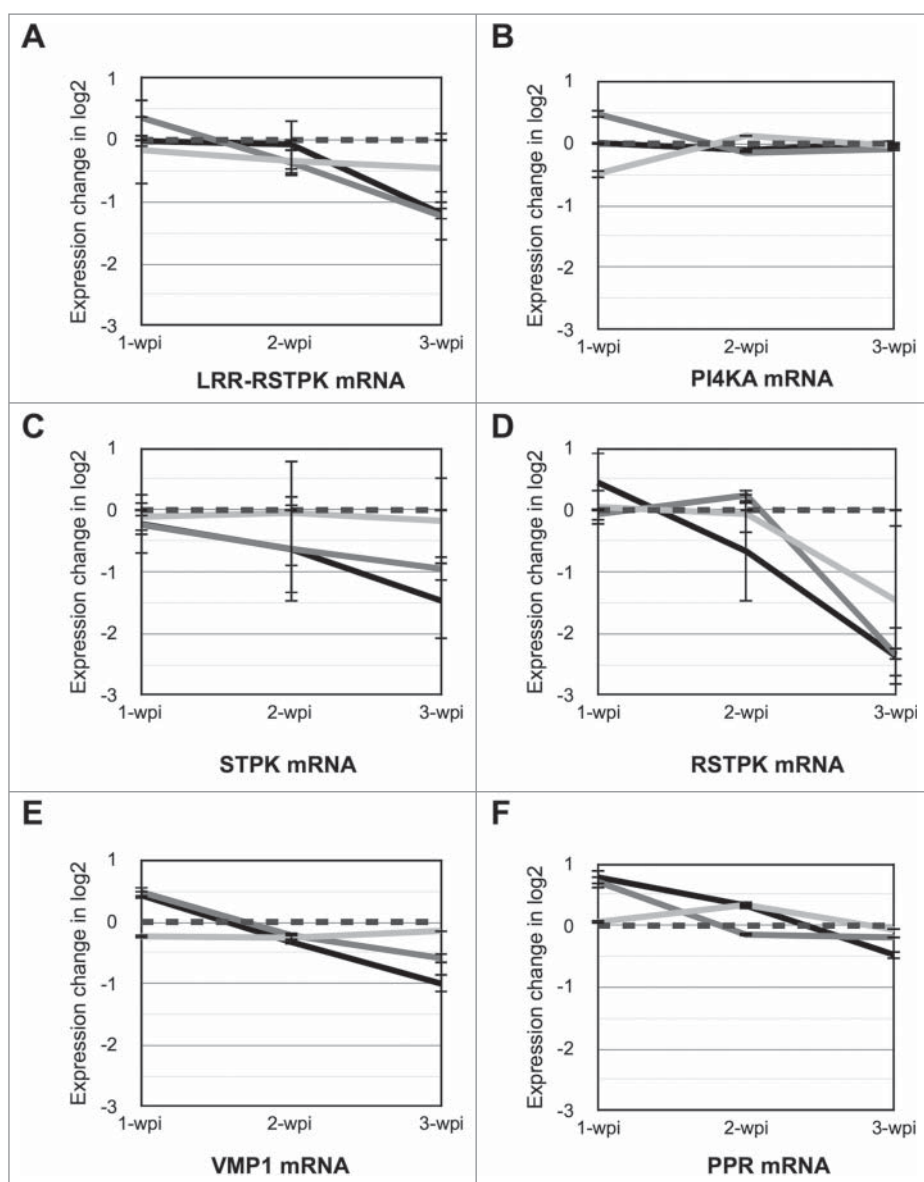 A
Expression change in log2
1
0
-1
-2
-3
1-wpi 2-wpi 3-wpi
LRR-RSTPK mRNA
B
Expression change in log2
1
0
-1
-2
-3
1-wpi 2-wpi 3-wpi
PI4KA mRNA
C
Expression change in log2
1
0
-1
-2
-3
1-wpi 2-wpi 3-wpi
STPK mRNA
D
Expression change in log2
1
0
-1
-2
-3
1-wpi 2-wpi 3-wpi
RSTPK mRNA
E
Expression change in log2
1
0
-1
-2
-3
1-wpi 2-wpi 3-wpi
VMP1 mRNA
F
Expression change in log2
1
0
-1
-2
-3
1-wpi 2-wpi 3-wpi
PPR mRNA